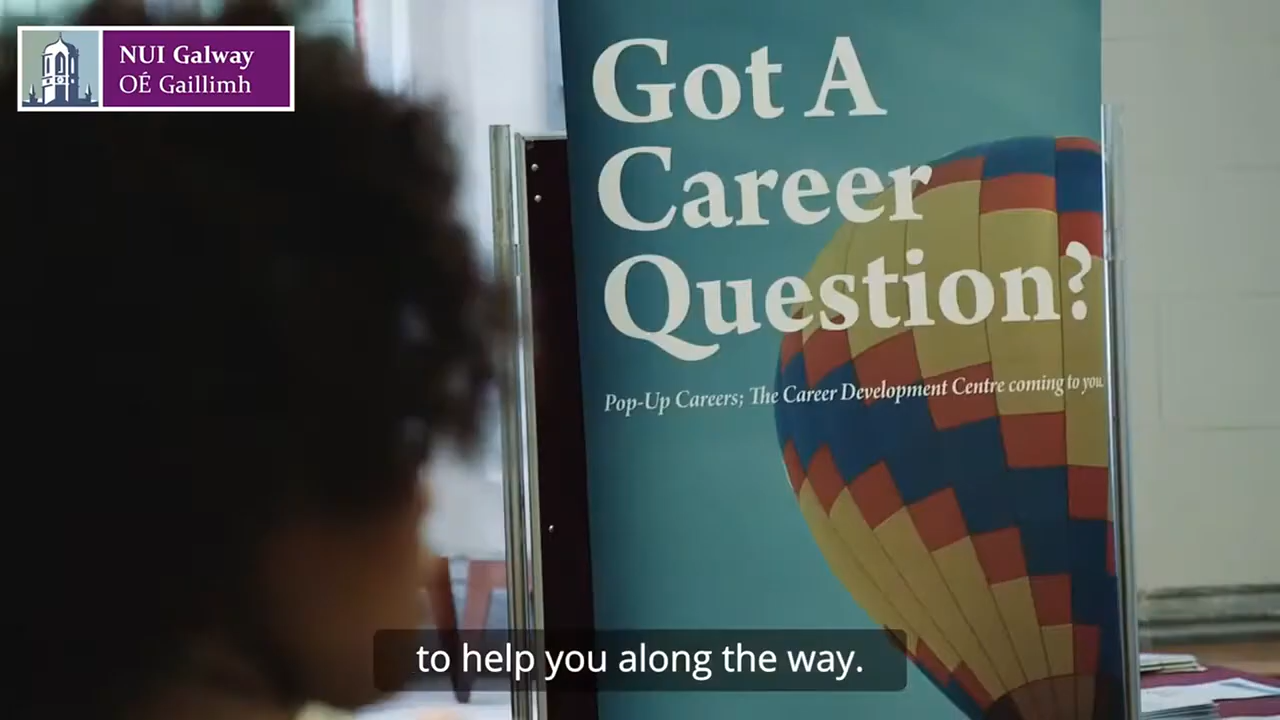 NUI Galway
OÉ Gaillimh
Got A
Career
Question?
Pop-Up Careers; The Career Development Centre coming to you.
to help you along the way.